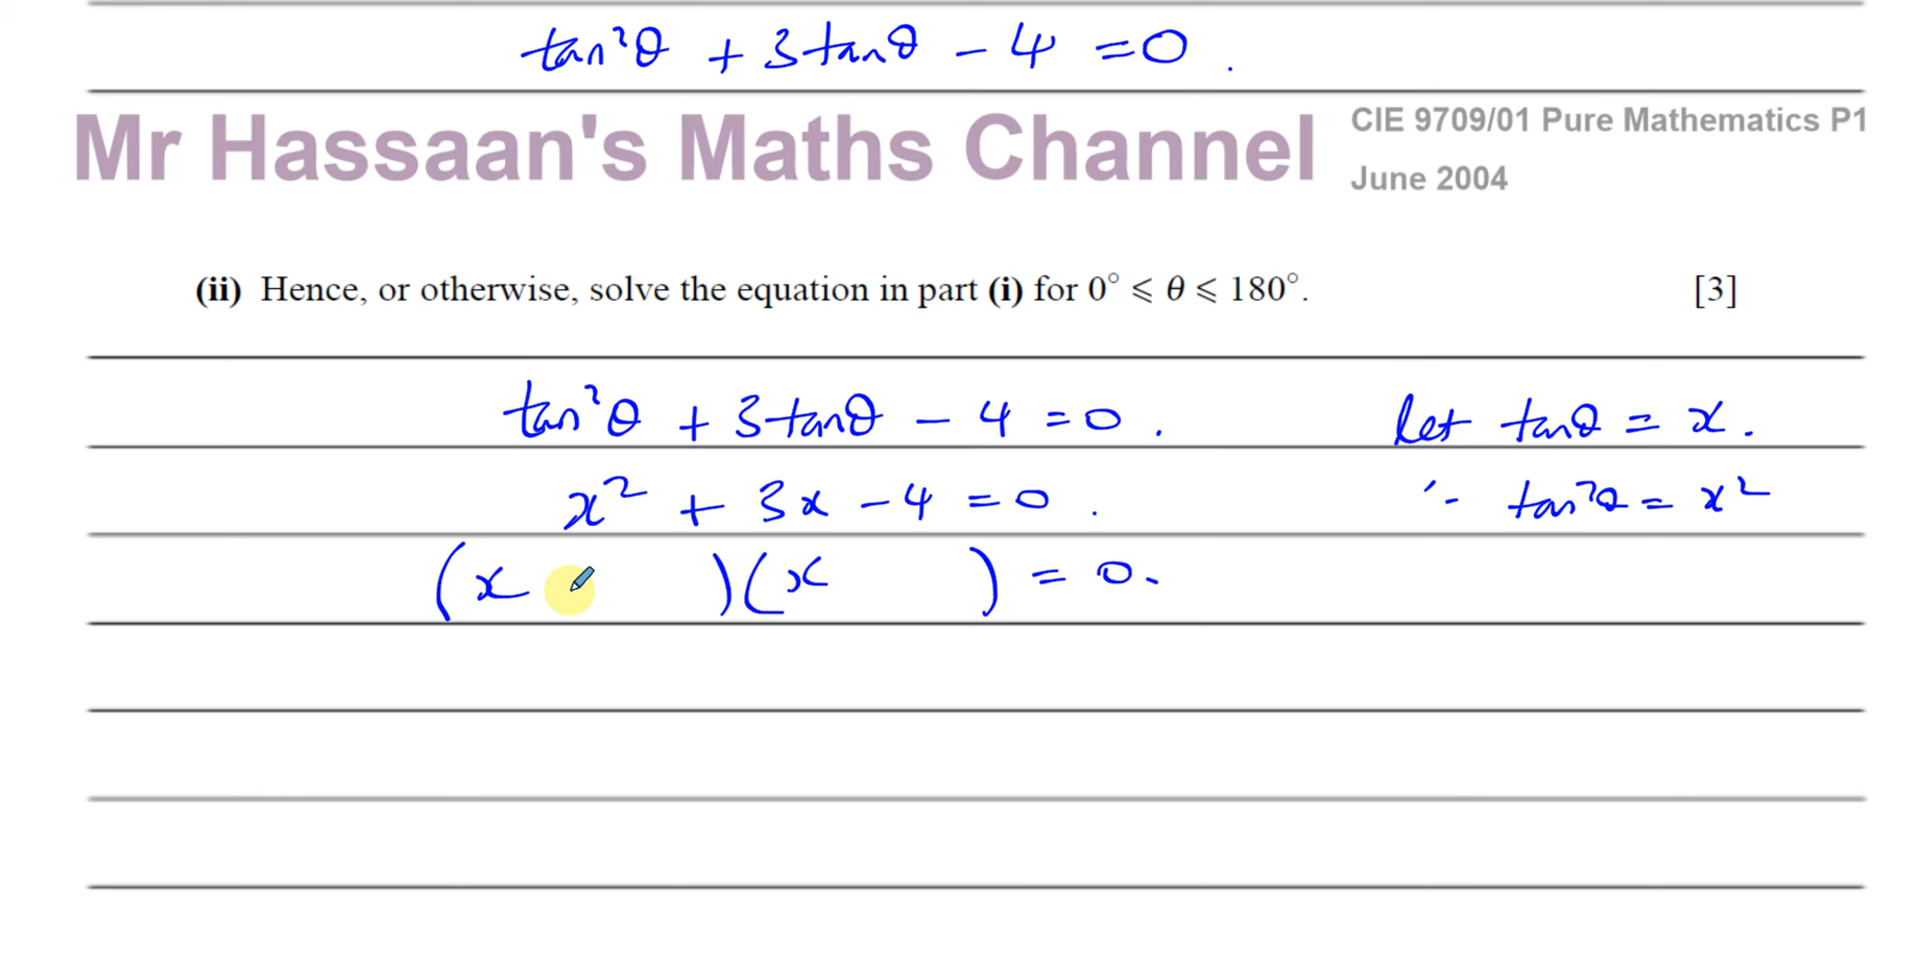 tan²θ + 3tanθ - 4 = 0.
Mr Hassaan's Maths Channel
CIE 9709/01 Pure Mathematics P1
June 2004
(ii) Hence, or otherwise, solve the equation in part (i) for 0° ⩽ θ ⩽ 180°. [3]
tan²θ + 3tanθ - 4 = 0. let tanθ = x.
x² + 3x - 4 = 0. ∴ tan²θ = x²
(x )(x ) = 0.